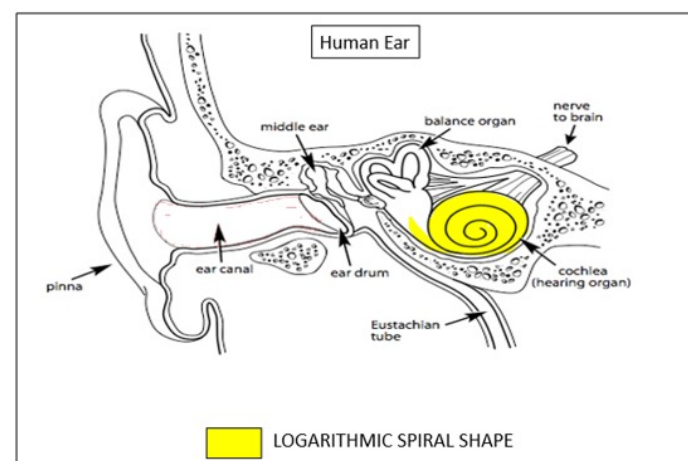 Human Ear
nerve
to brain
balance organ
middle ear
ear canal
ear drum
pinna
cochlea
(hearing organ)
Eustachian
tube
LOGARITHMIC SPIRAL SHAPE